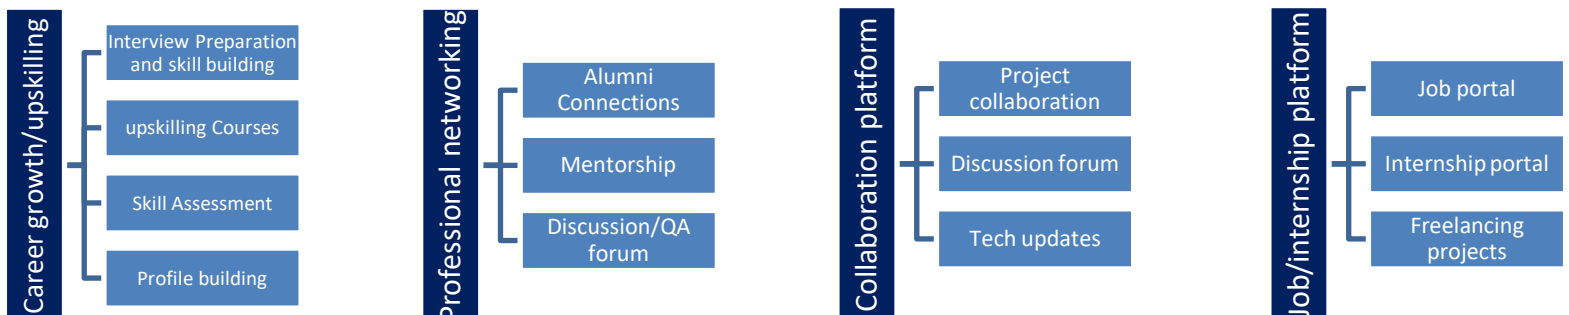 Career growth/upskilling
Interview Preparation
and skill building
upskilling Courses
Skill Assessment
Profile building
Professional networking
Alumni
Connections
Mentorship
Discussion/QA
forum
Collaboration platform
Project
collaboration
Discussion forum
Tech updates
Job/internship platform
Job portal
Internship portal
Freelancing
projects